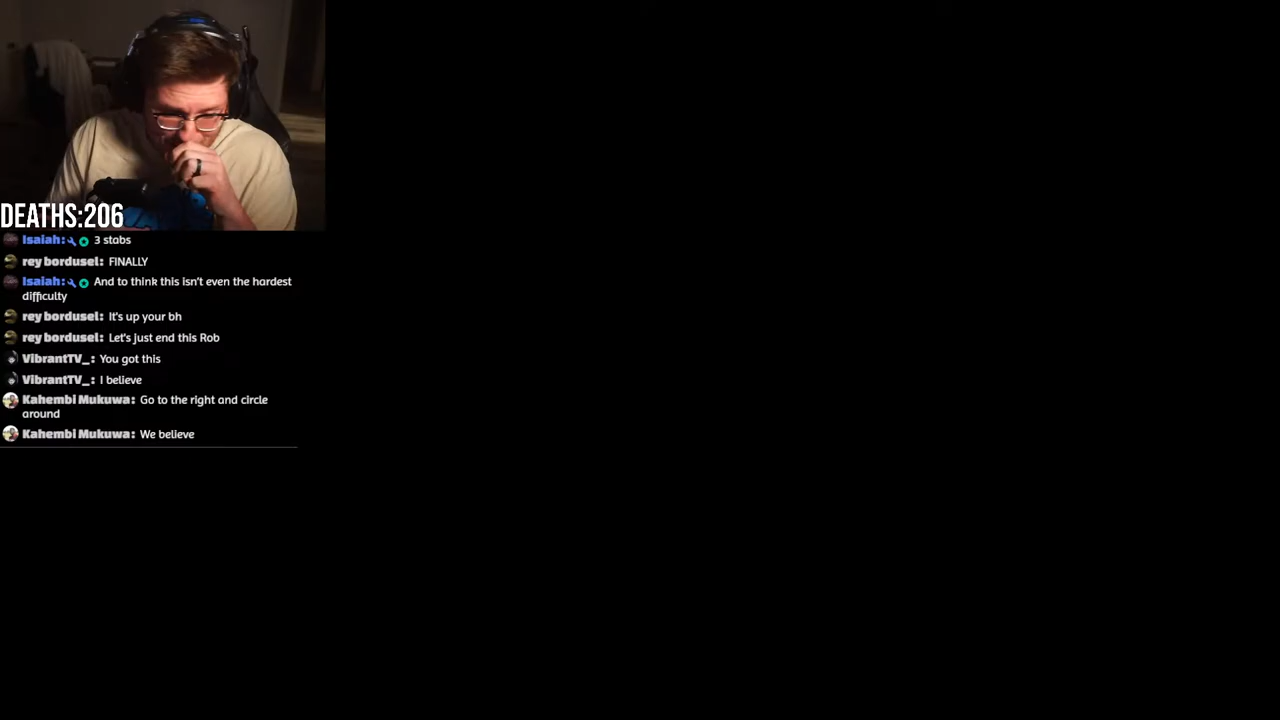 DEATHS:206
Isaiah: 3 stabs
rey bordusel: FINALLY
Isaiah: And to think this isn't even the hardest
difficulty
rey bordusel: It's up your bh
rey bordusel: Let's just end this Rob
VibrantTV_: You got this
VibrantTV_: I believe
Kahembi Mukuwa: Go to the right and circle
around
Kahembi Mukuwa: We believe